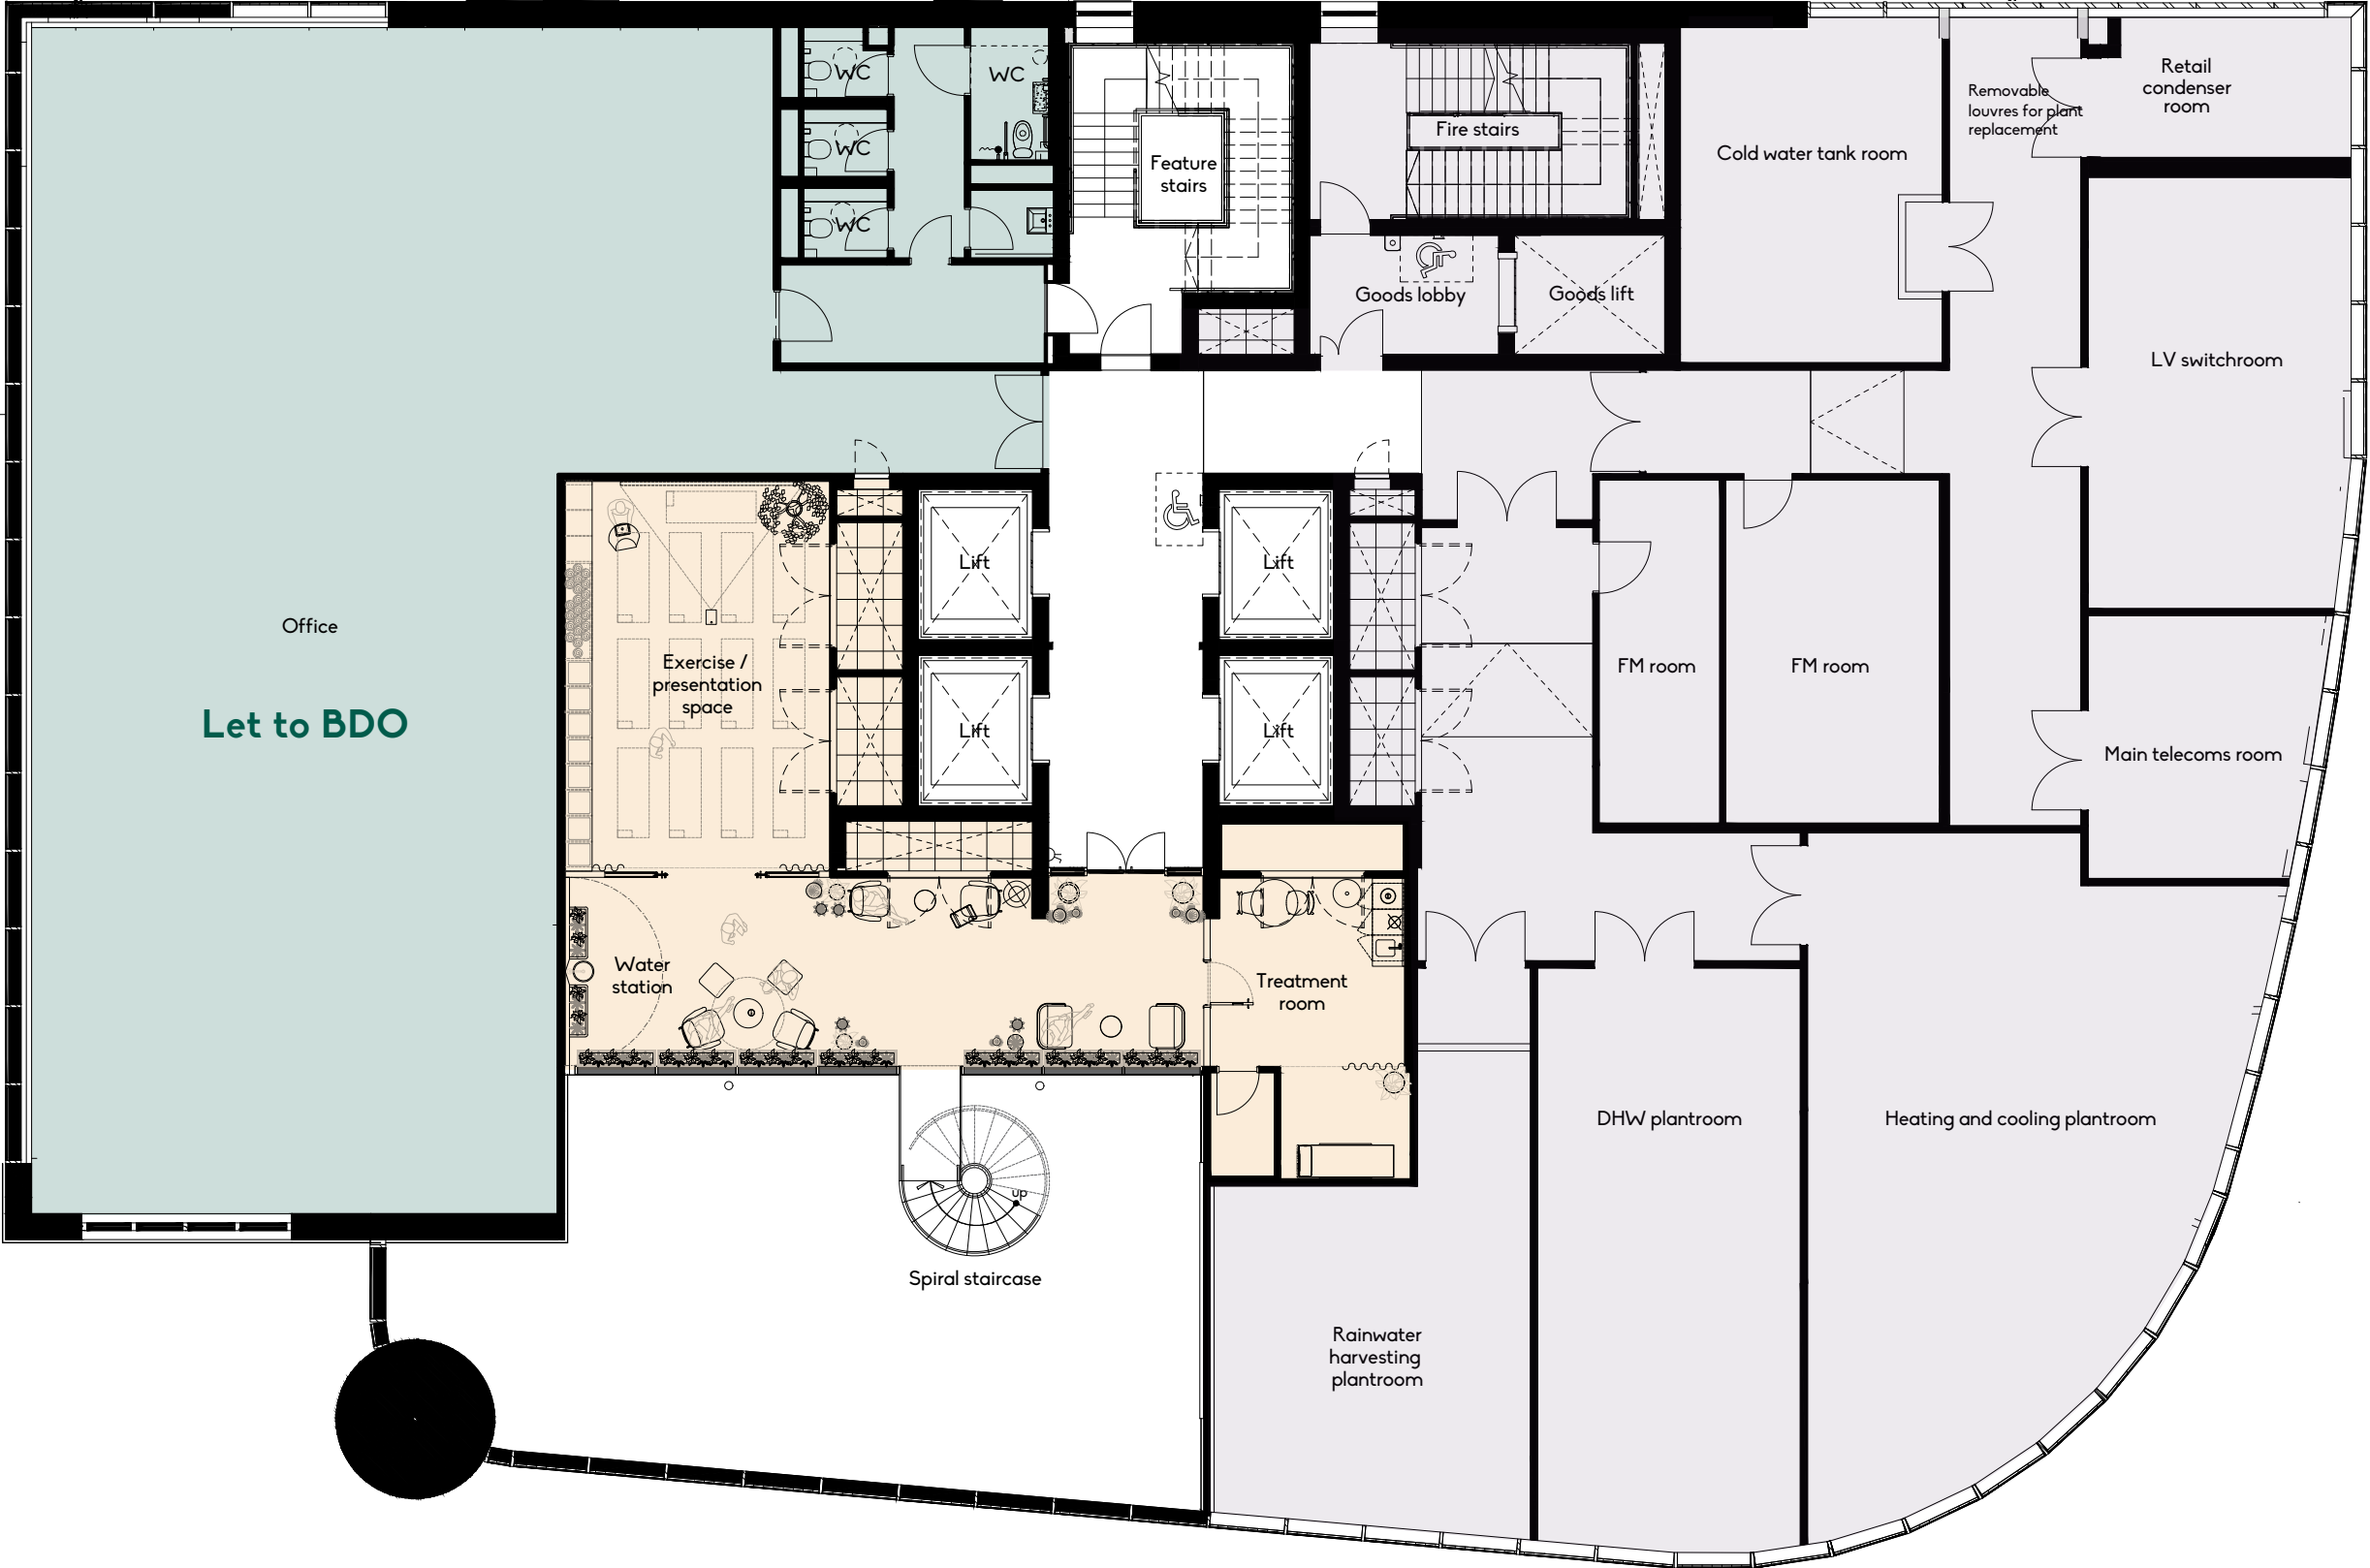 WC
WC
WC
WC
Feature
stairs
Fire stairs
Goods lobby
Goods lift
Cold water tank room
Removable
louvres for plant
replacement
Retail
condenser
room
LV switchroom
Office
Let to BDO
Exercise /
presentation
space
Lift
Lift
Lift
Lift
FM room
FM room
Main telecoms room
Water
station
Treatment
room
DHW plantroom
Heating and cooling plantroom
up
Spiral staircase
Rainwater
harvesting
plantroom